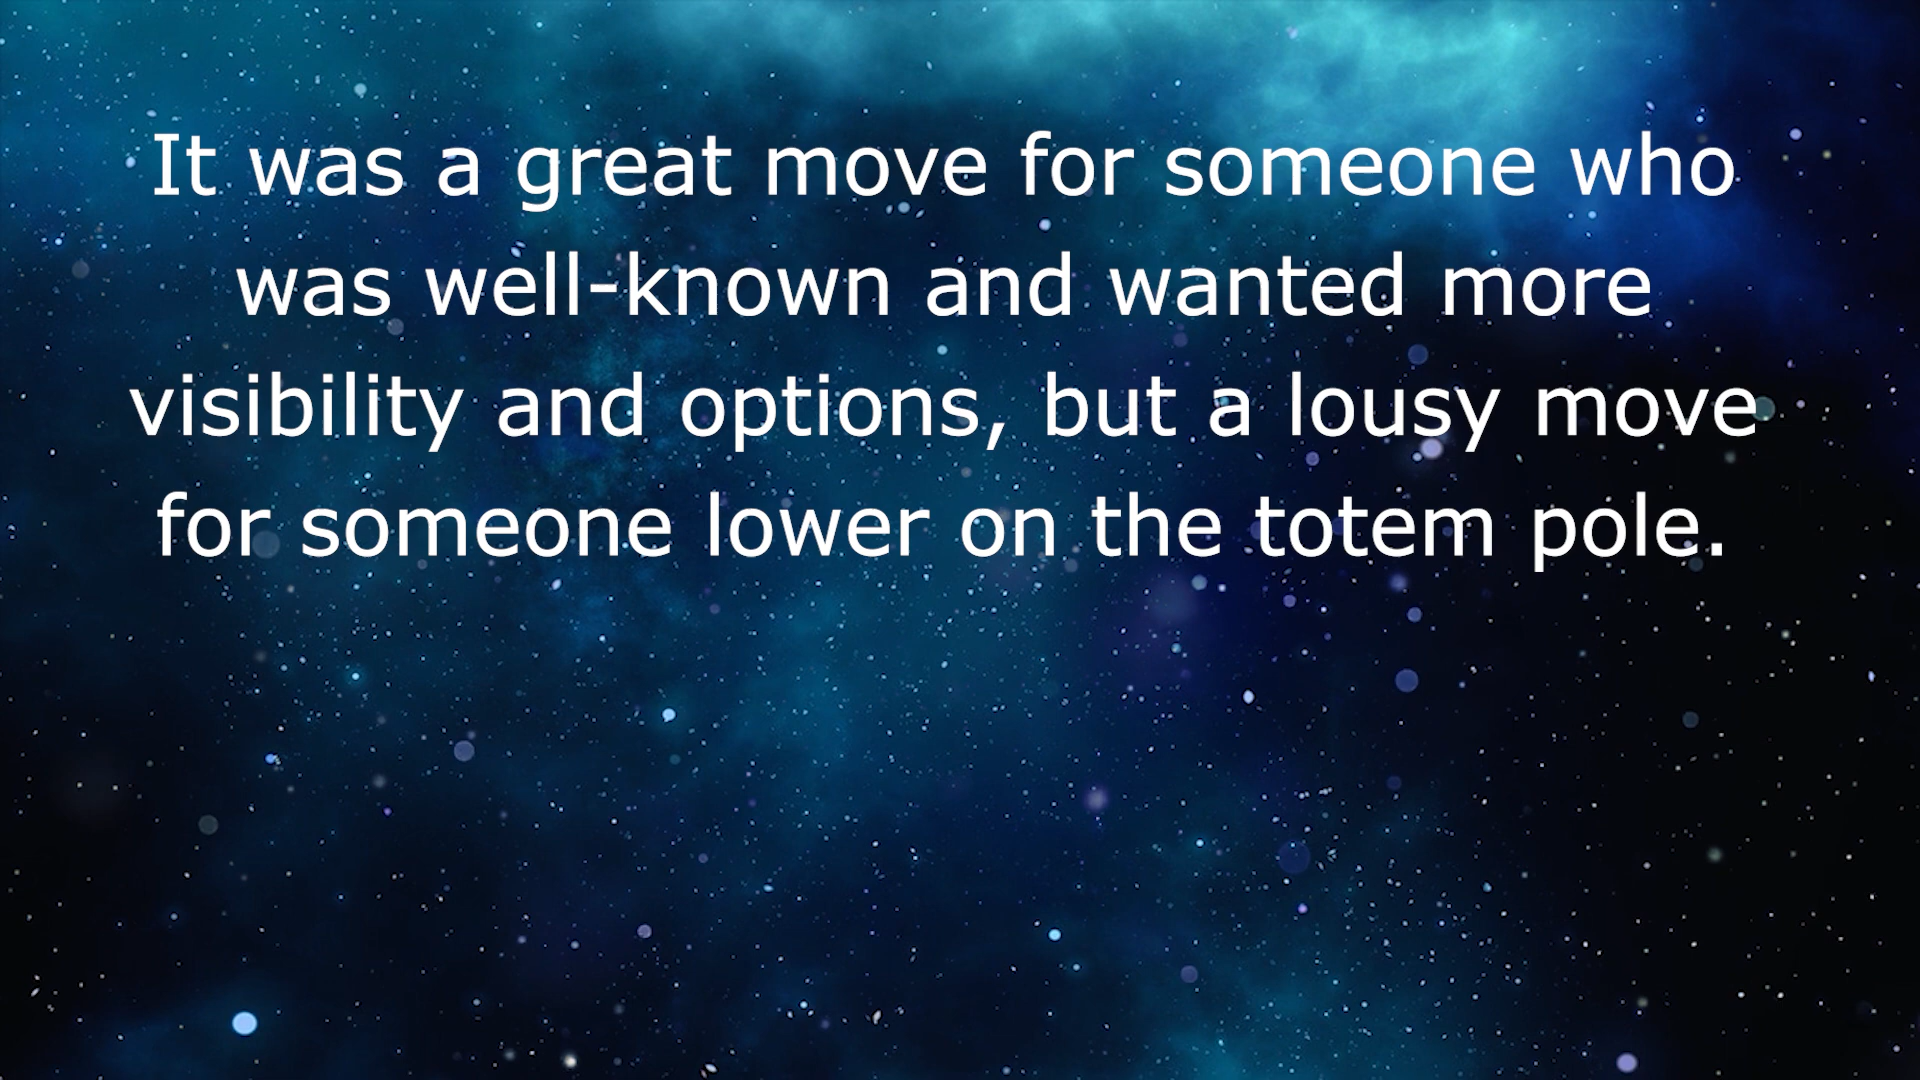 It was a great move for someone who
was well-known and wanted more
visibility and options, but a lousy move
for someone lower on the totem pole.